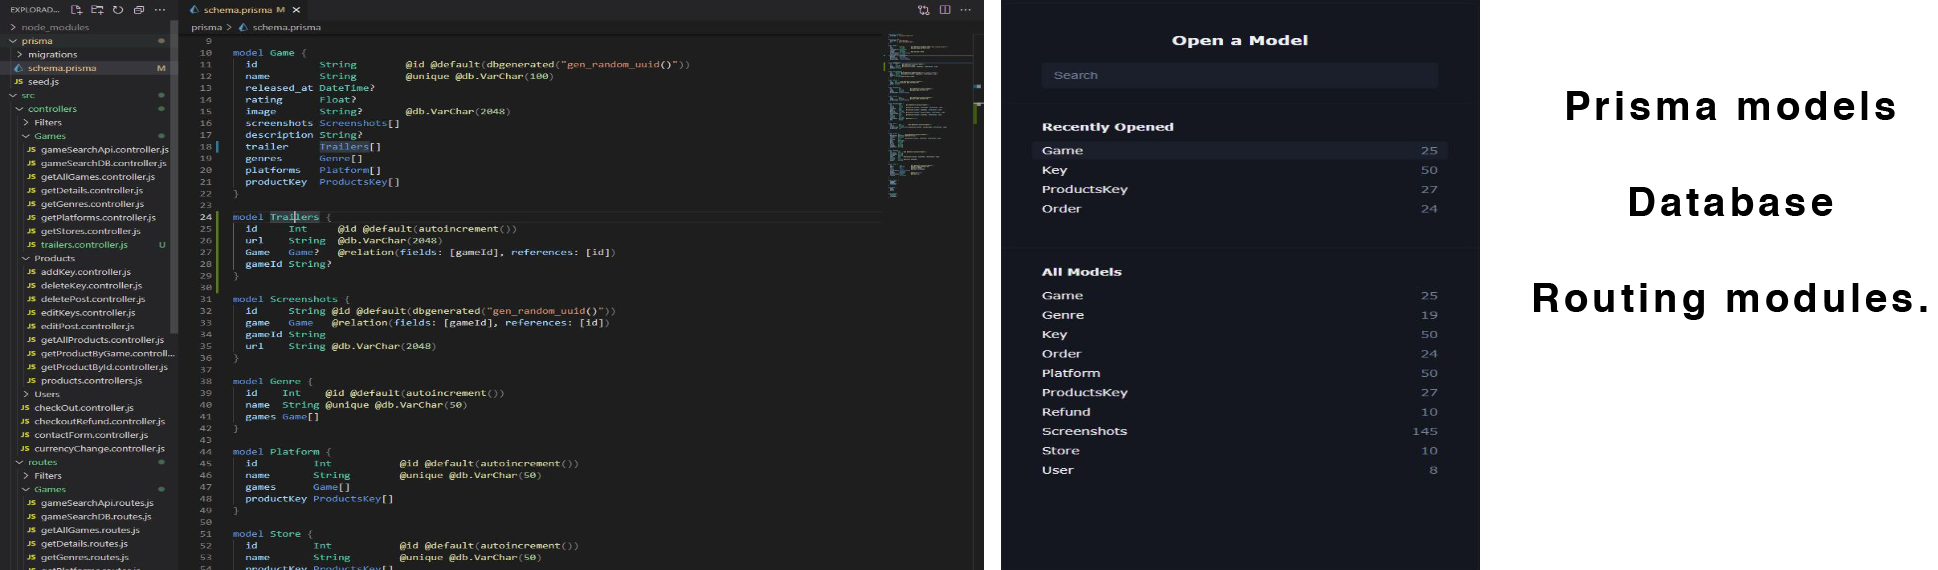 EXPLORAD...
node_modules
prisma
migrations
schema.prisma M
seed.js
src
controllers
Filters
Games
gameSearchApi.controller.js
gameSearchDB.controller.js
getAllGames.controller.js
getDetails.controller.js
getGenres.controller.js
getPlatforms.controller.js
getStores.controller.js
trailers.controller.js U
Products
addKey.controller.js
deleteKey.controller.js
deletePost.controller.js
editKeys.controller.js
editPost.controller.js
getAllProducts.controller.js
getProductByGame.controll...
getProductById.controller.js
products.controllers.js
Users
checkOut.controller.js
checkoutRefund.controller.js
contactForm.controller.js
currencyChange.controller.js
routes
Filters
Games
gameSearchApi.routes.js
gameSearchDB.routes.js
getAllGames.routes.js
getDetails.routes.js
getGenres.routes.js
schema.prisma M
prisma > schema.prisma
9
10 model Game {
11 id String @id @default(dbgenerated("gen_random_uuid()"))
12 name String @unique @db.VarChar(100)
13 released_at DateTime?
14 rating Float?
15 image String? @db.VarChar(2048)
16 screenshots Screenshots[]
17 description String?
18 trailer Trailers[]
19 genres Genre[]
20 platforms Platform[]
21 productKey ProductsKey[]
22 }
23
24 model Trailers {
25 id Int @id @default(autoincrement())
26 url String @db.VarChar(2048)
27 Game Game? @relation(fields: [gameId], references: [id])
28 gameId String?
29 }
30
31 model Screenshots {
32 id String @id @default(dbgenerated("gen_random_uuid()"))
33 game Game @relation(fields: [gameId], references: [id])
34 gameId String
35 url String @db.VarChar(2048)
36 }
37
38 model Genre {
39 id Int @id @default(autoincrement())
40 name String @unique @db.VarChar(50)
41 games Game[]
42 }
43
44 model Platform {
45 id Int @id @default(autoincrement())
46 name String @unique @db.VarChar(50)
47 games Game[]
48 productKey ProductsKey[]
49 }
50
51 model Store {
52 id Int @id @default(autoincrement())
53 name String @unique @db.VarChar(50)
54 productKey ProductsKey[]
Open a Model
Search
Recently Opened
Game 25
Key 50
ProductsKey 27
Order 24
All Models
Game 25
Genre 19
Key 50
Order 24
Platform 50
ProductsKey 27
Refund 10
Screenshots 145
Store 10
User 8
Prisma models
Database
Routing modules.